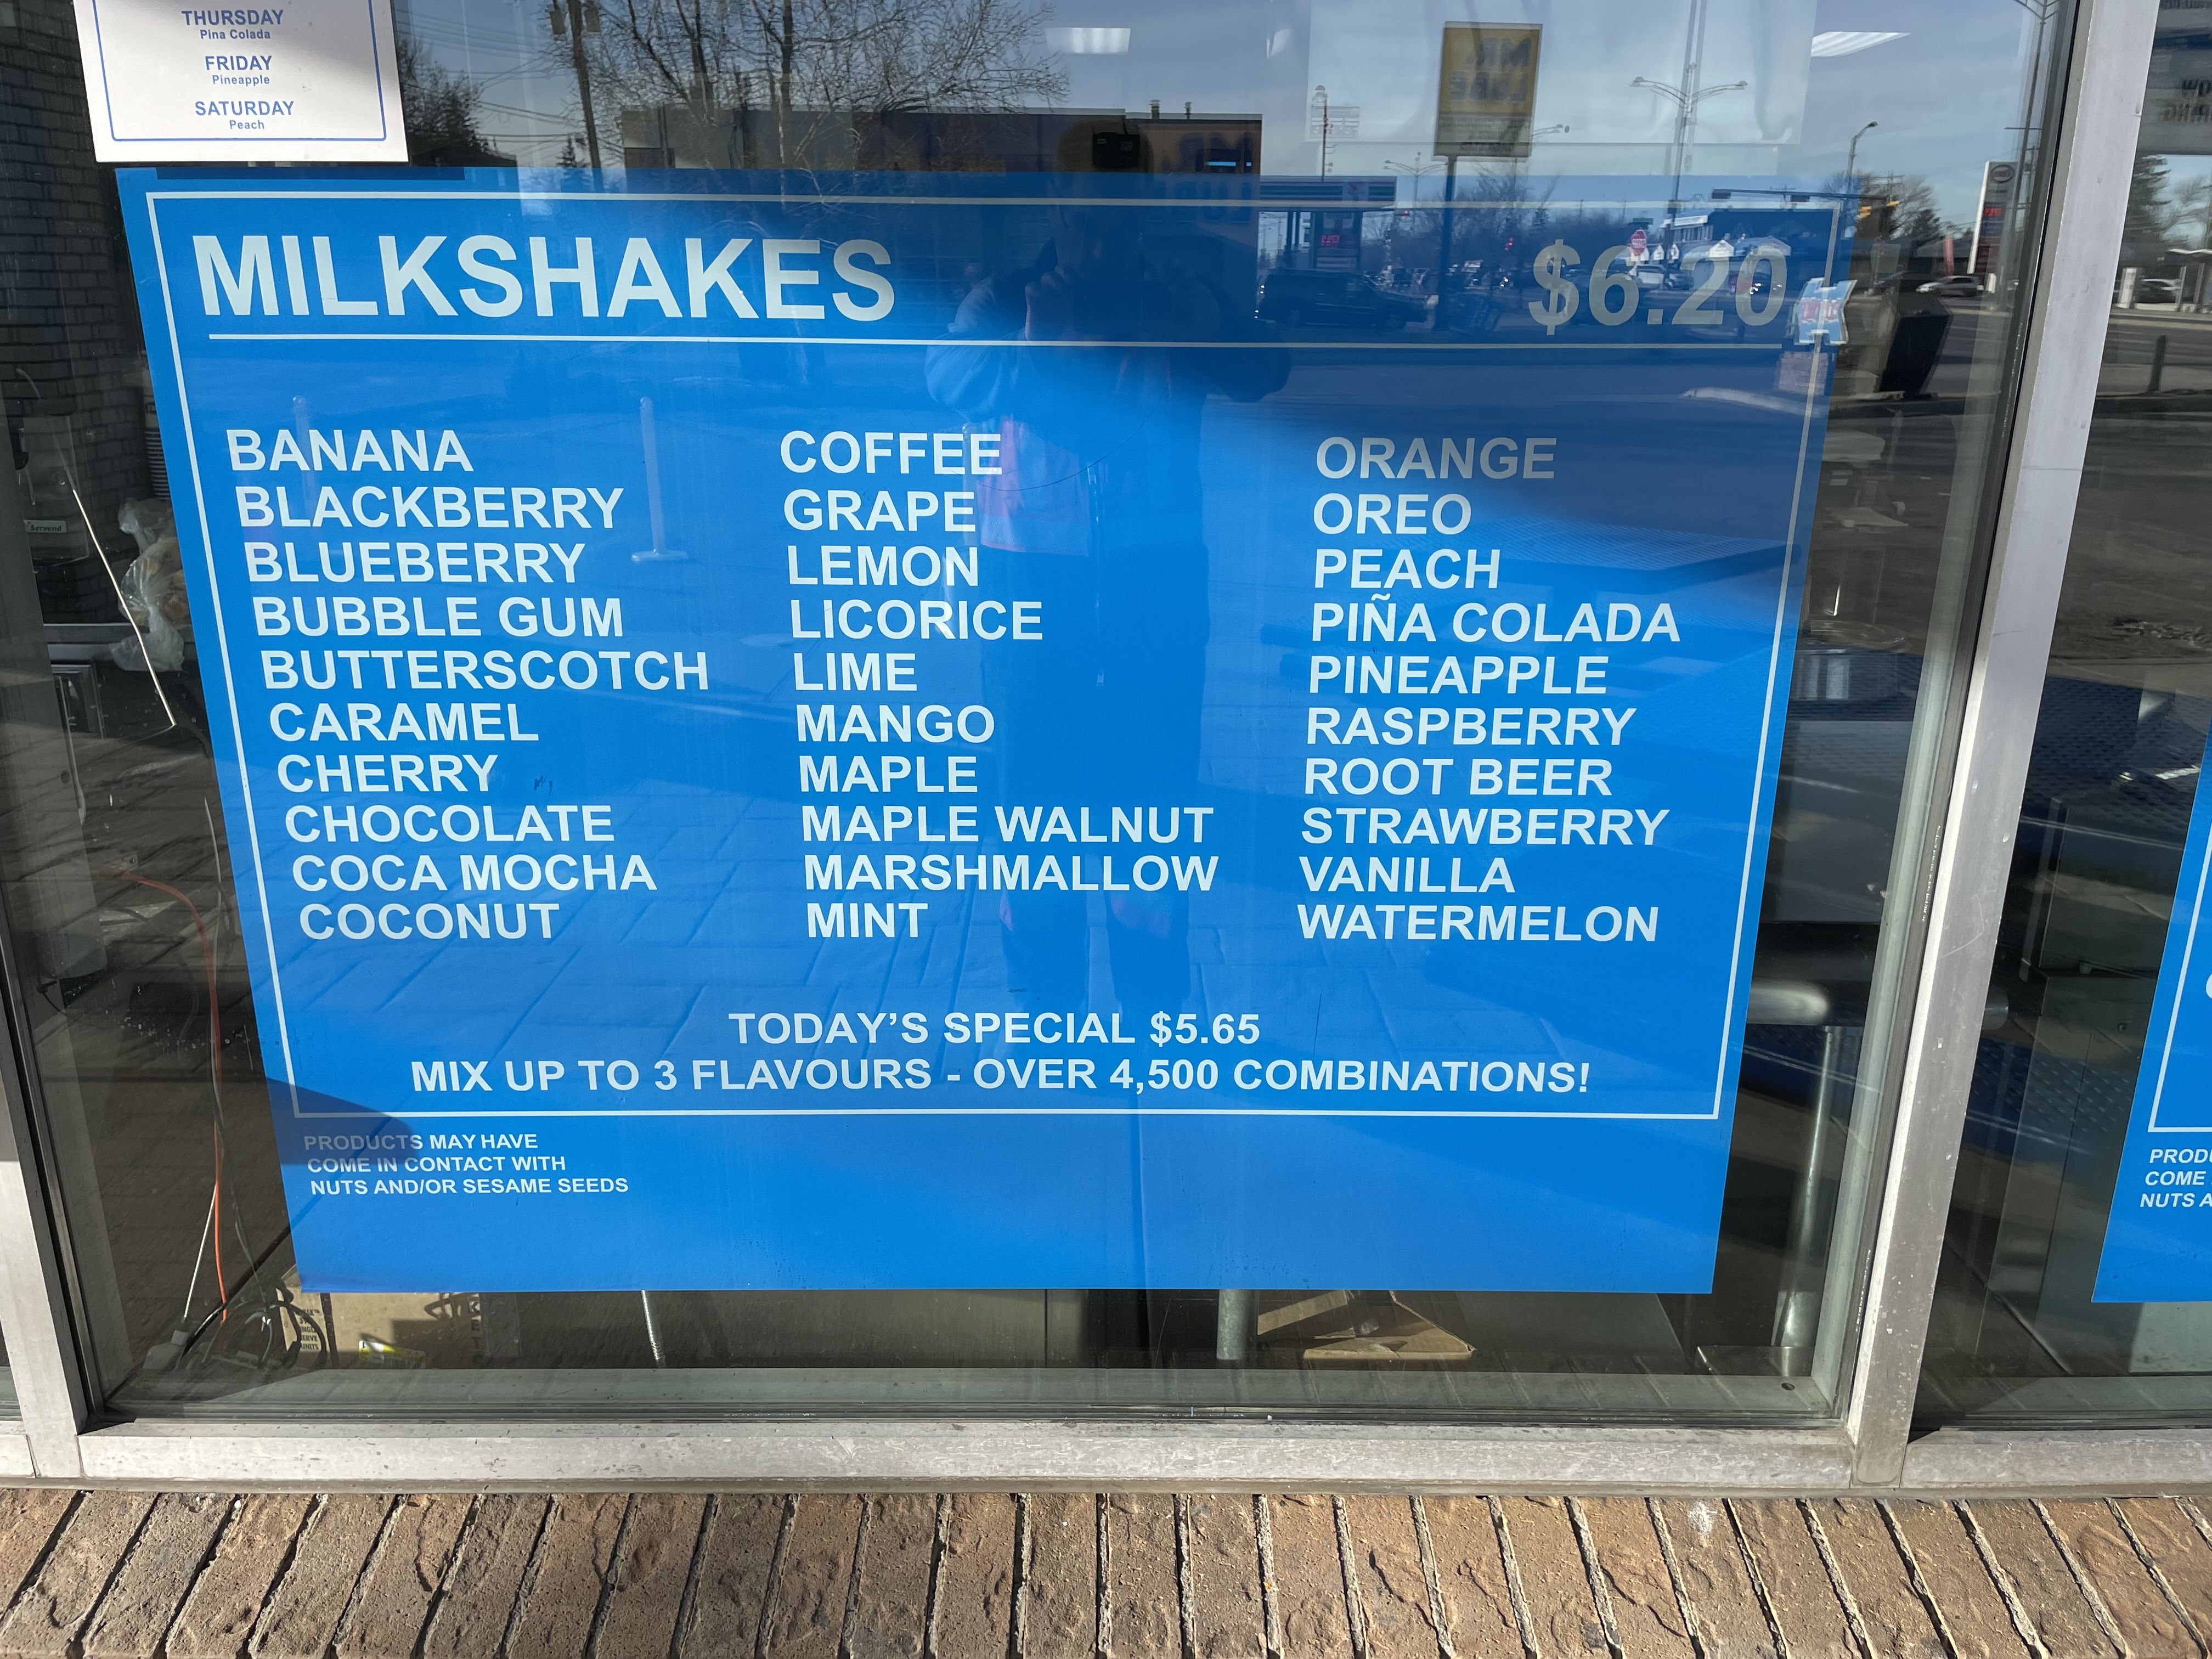 THURSDAY
Pina Colada
FRIDAY
Pineapple
SATURDAY
Peach
MILKSHAKES
$6.20
BANANA
BLACKBERRY
BLUEBERRY
BUBBLE GUM
BUTTERSCOTCH
CARAMEL
CHERRY
CHOCOLATE
COCA MOCHA
COCONUT
COFFEE
GRAPE
LEMON
LICORICE
LIME
MANGO
MAPLE
MAPLE WALNUT
MARSHMALLOW
MINT
ORANGE
OREO
PEACH
PIÑA COLADA
PINEAPPLE
RASPBERRY
ROOT BEER
STRAWBERRY
VANILLA
WATERMELON
TODAY'S SPECIAL $5.65
MIX UP TO 3 FLAVOURS - OVER 4,500 COMBINATIONS!
PRODUCTS MAY HAVE
COME IN CONTACT WITH
NUTS AND/OR SESAME SEEDS
COME
NUTS